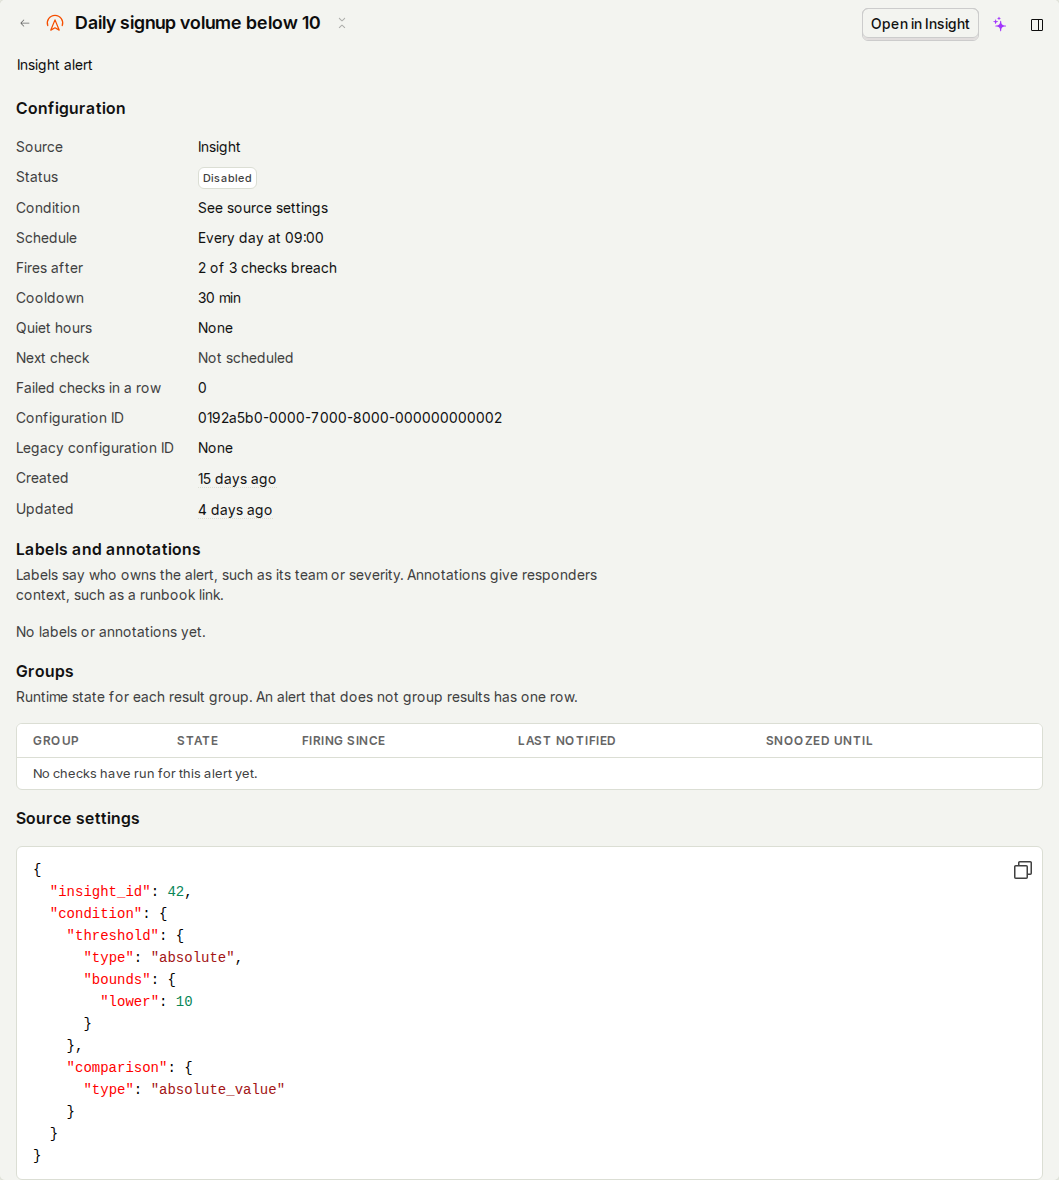 Daily signup volume below 10
Open in Insight
Insight alert
Configuration
Source Insight
Status Disabled
Condition See source settings
Schedule Every day at 09:00
Fires after 2 of 3 checks breach
Cooldown 30 min
Quiet hours None
Next check Not scheduled
Failed checks in a row 0
Configuration ID 0192a5b0-0000-7000-8000-000000000002
Legacy configuration ID None
Created 15 days ago
Updated 4 days ago
Labels and annotations
Labels say who owns the alert, such as its team or severity. Annotations give responders
context, such as a runbook link.
No labels or annotations yet.
Groups
Runtime state for each result group. An alert that does not group results has one row.
GROUP STATE FIRING SINCE LAST NOTIFIED SNOOZED UNTIL
No checks have run for this alert yet.
Source settings
{
  "insight_id": 42,
  "condition": {
    "threshold": {
      "type": "absolute",
      "bounds": {
        "lower": 10
      }
    },
    "comparison": {
      "type": "absolute_value"
    }
  }
}